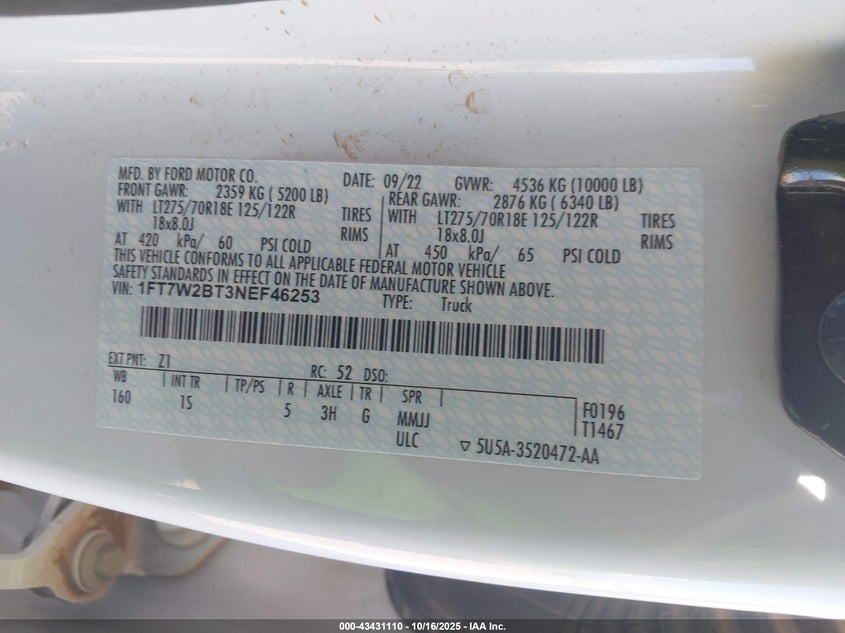 MFD. BY FORD MOTOR CO. DATE: 09/22 GVWR: 4536 KG (10000 LB)
FRONT GAWR: 2359 KG ( 5200 LB) REAR GAWR: 2876 KG ( 6340 LB)
WITH LT275/70R18E 125/122R TIRES WITH LT275/70R18E 125/122R TIRES
18x8.0J RIMS 18x8.0J RIMS
AT 420 kPa/ 60 PSI COLD AT 450 kPa/ 65 PSI COLD
THIS VEHICLE CONFORMS TO ALL APPLICABLE FEDERAL MOTOR VEHICLE
SAFETY STANDARDS IN EFFECT ON THE DATE OF MANUFACTURE SHOWN ABOVE.
VIN: 1FT7W2BT3NEF46253 TYPE: Truck
EXT PNT: Z1 RC: 52 DSO:
WB INT TR TP/PS R AXLE TR SPR
160 1S 5 3H G MMJJ F0196
ULC T1467
5U5A-3520472-AA
000-43431110 - 10/16/2025 - IAA Inc.